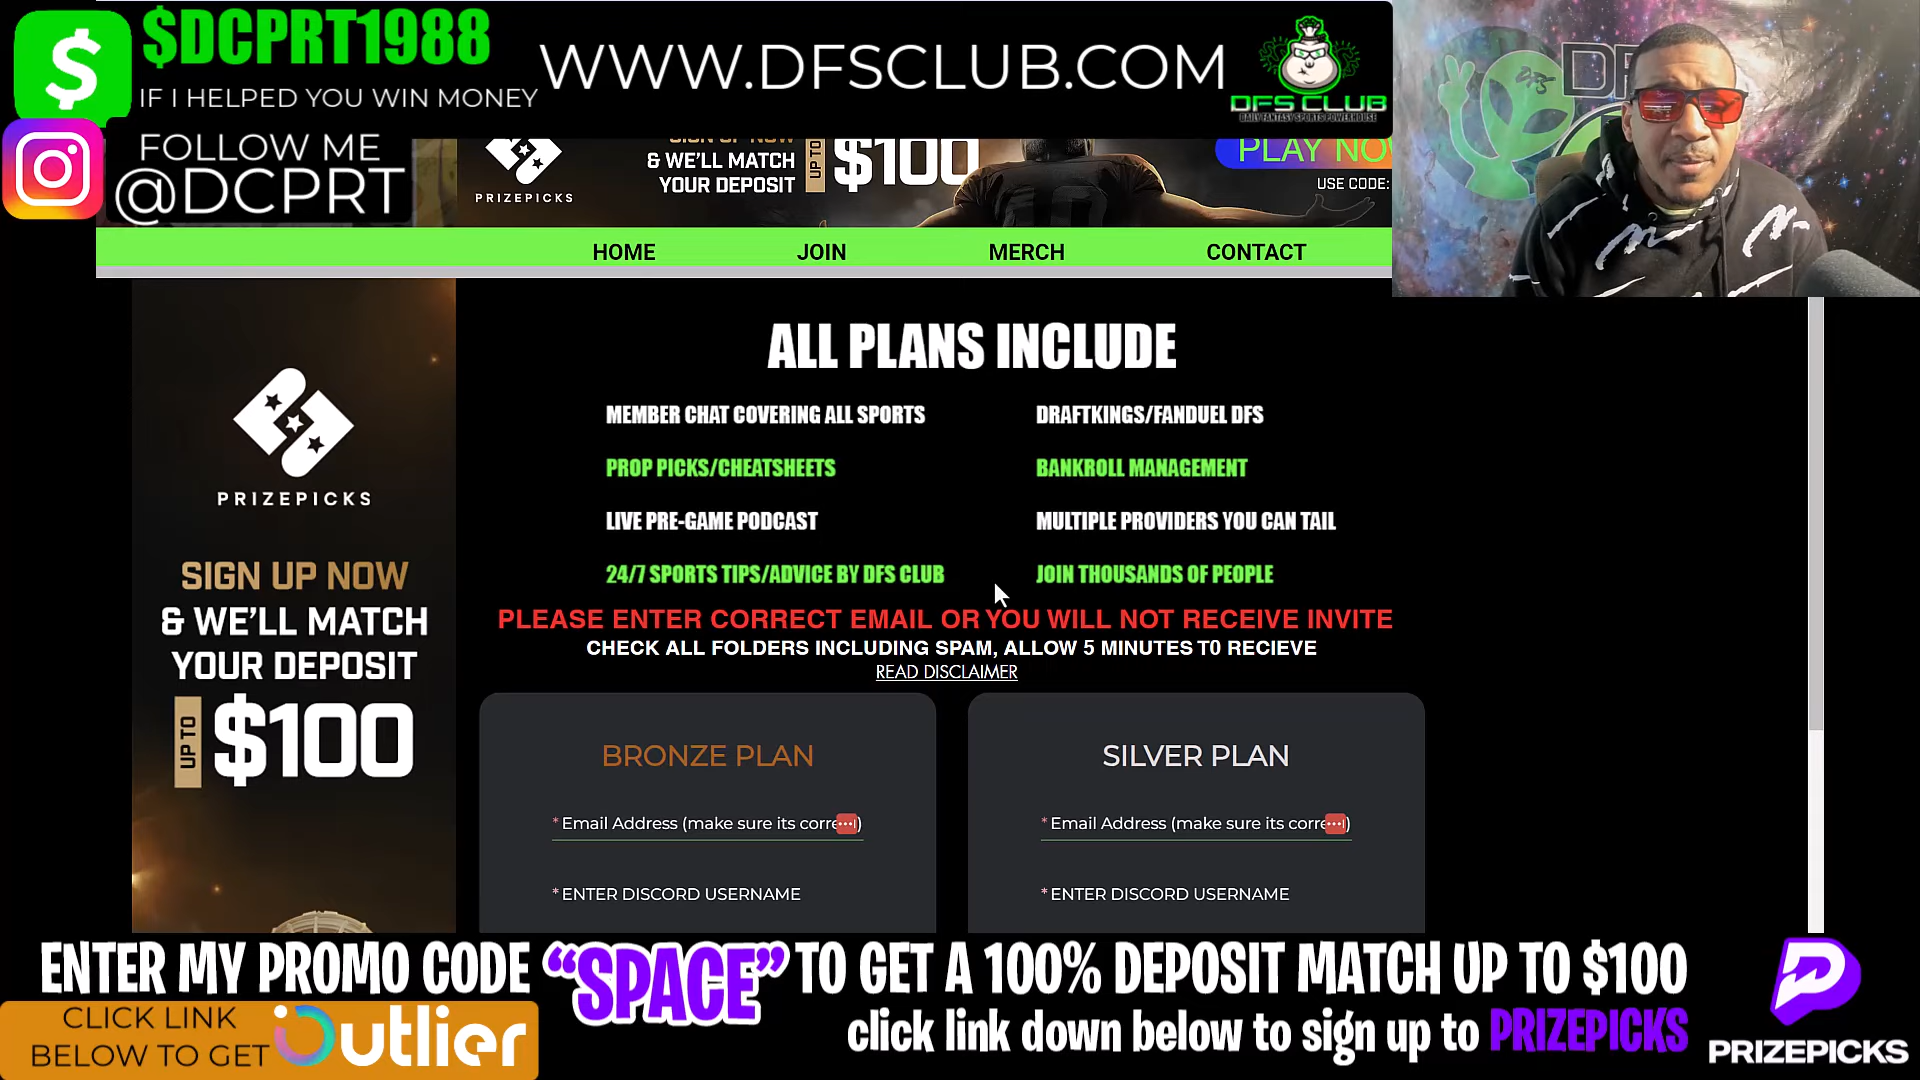 $DCPRT1988
IF I HELPED YOU WIN MONEY
WWW.DFSCLUB.COM
DFS CLUB
DAILY FANTASY SPORTS POWERHOUSE
FOLLOW ME
@DCPRT
PRIZEPICKS
SIGN UP NOW
& WE'LL MATCH
YOUR DEPOSIT
UP TO
$100
PLAY NO
USE CODE:
HOME
JOIN
MERCH
CONTACT
ALL PLANS INCLUDE
MEMBER CHAT COVERING ALL SPORTS
DRAFTKINGS/FANDUEL DFS
PROP PICKS/CHEATSHEETS
BANKROLL MANAGEMENT
LIVE PRE-GAME PODCAST
MULTIPLE PROVIDERS YOU CAN TAIL
24/7 SPORTS TIPS/ADVICE BY DFS CLUB
JOIN THOUSANDS OF PEOPLE
PLEASE ENTER CORRECT EMAIL OR YOU WILL NOT RECEIVE INVITE
CHECK ALL FOLDERS INCLUDING SPAM, ALLOW 5 MINUTES T0 RECIEVE
READ DISCLAIMER
PRIZEPICKS
SIGN UP NOW
& WE'LL MATCH
YOUR DEPOSIT
UP TO
$100
BRONZE PLAN
* Email Address (make sure its corre
* ENTER DISCORD USERNAME
SILVER PLAN
* Email Address (make sure its corre
* ENTER DISCORD USERNAME
ENTER MY PROMO CODE "SPACE" TO GET A 100% DEPOSIT MATCH UP TO $100
click link down below to sign up to PRIZEPICKS
CLICK LINK
BELOW TO GET
Outlier
PRIZEPICKS